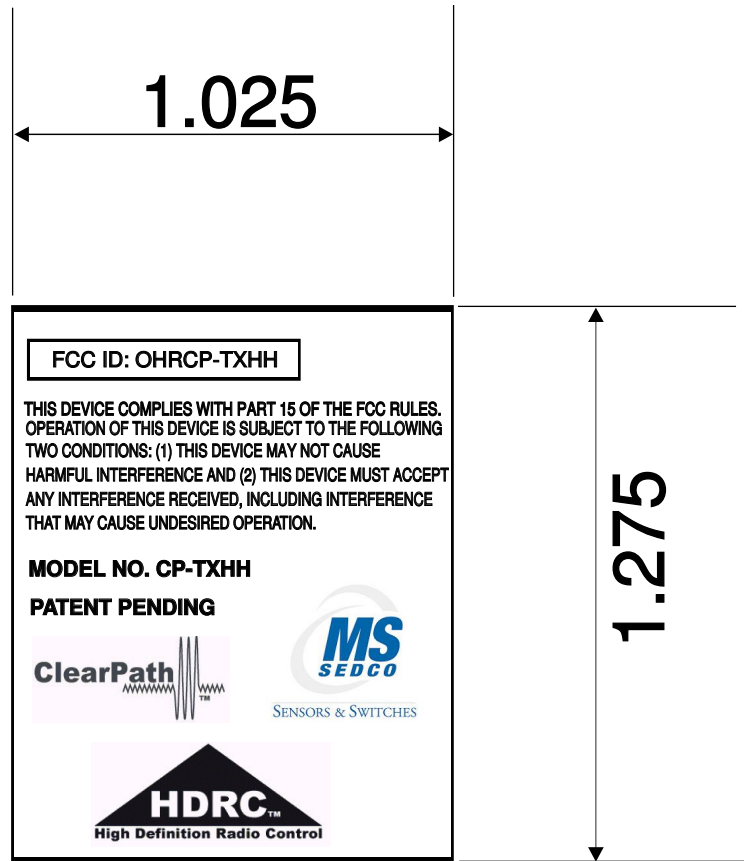 1.025
FCC ID: OHRCP-TXHH
THIS DEVICE COMPLIES WITH PART 15 OF THE FCC RULES.
OPERATION OF THIS DEVICE IS SUBJECT TO THE FOLLOWING
TWO CONDITIONS: (1) THIS DEVICE MAY NOT CAUSE
HARMFUL INTERFERENCE AND (2) THIS DEVICE MUST ACCEPT
ANY INTERFERENCE RECEIVED, INCLUDING INTERFERENCE
THAT MAY CAUSE UNDESIRED OPERATION.
1.275
MODEL NO. CP-TXHH
PATENT PENDING
ClearPath TM
MS
SEDCO
SENSORS & SWITCHES
HDRC TM
High Definition Radio Control